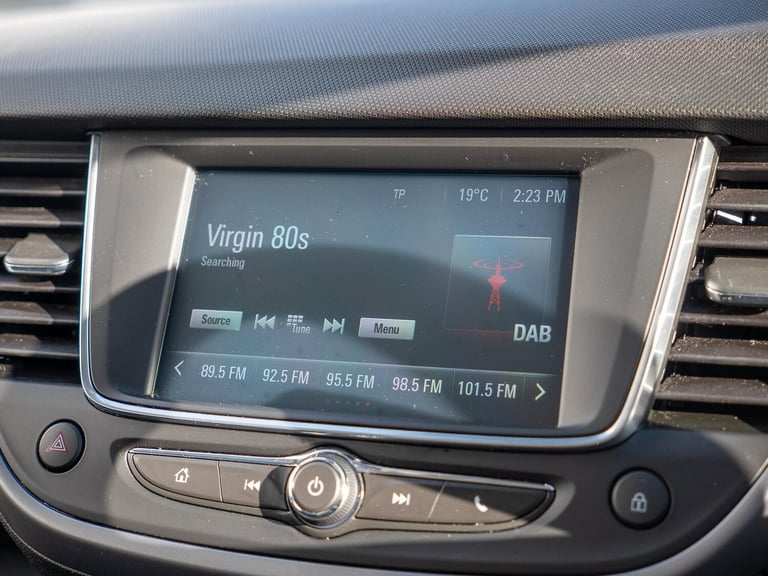 TP 19°C 2:23 PM
Virgin 80s
Searching
Source Tune Menu
DAB
89.5 FM 92.5 FM 95.5 FM 98.5 FM 101.5 FM